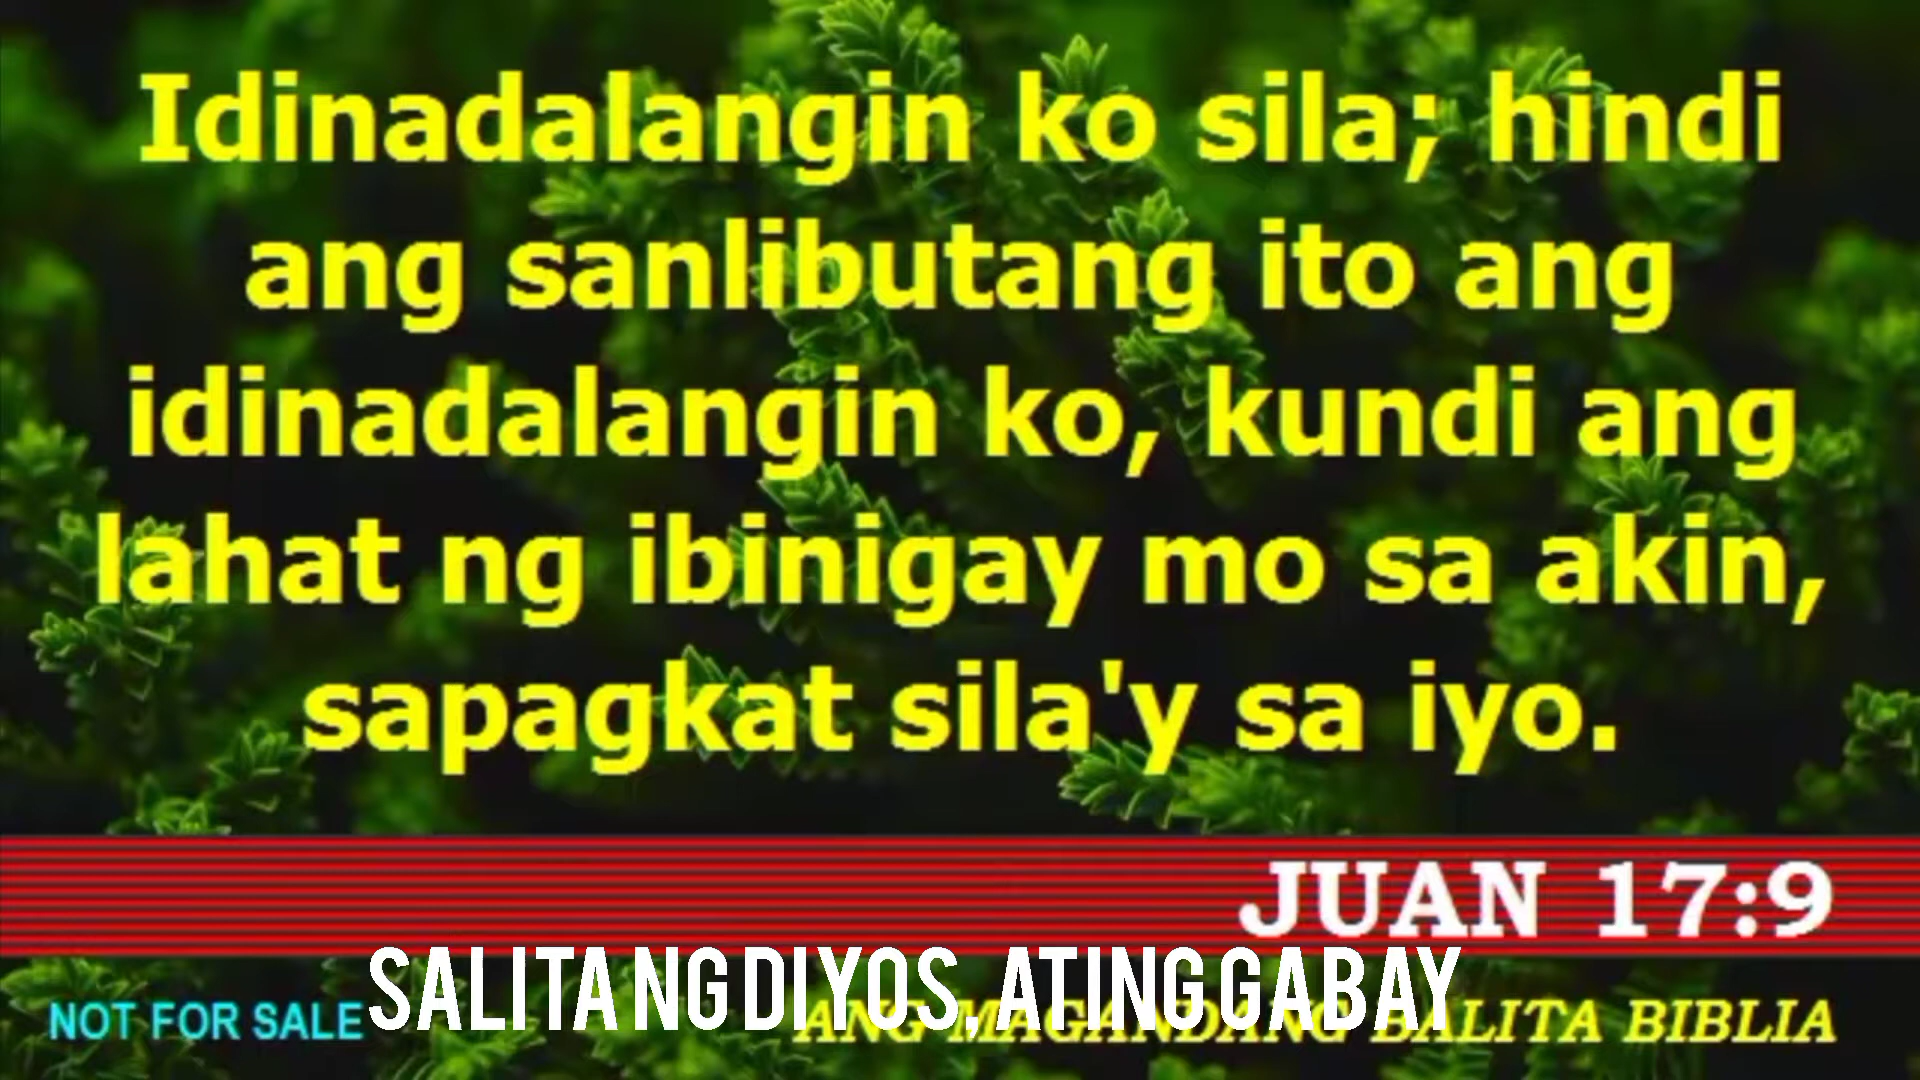 Idinadalangin ko sila; hindi
ang sanlibutang ito ang
idinadalangin ko, kundi ang
lahat ng ibinigay mo sa akin,
sapagkat sila'y sa iyo.
JUAN 17:9
SALITA NG DIYOS, ATING GABAY
NOT FOR SALE
ANG MAGANDANG BALITA BIBLIA